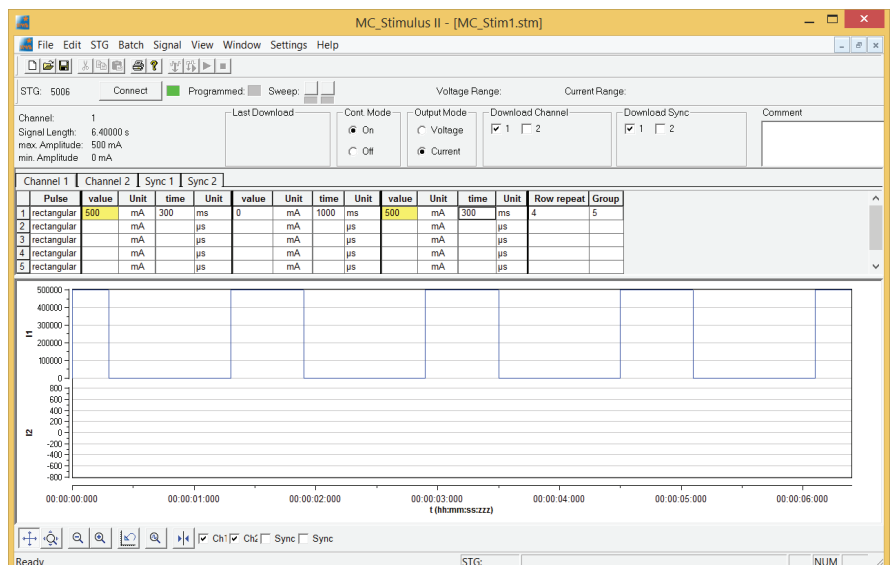 MC_Stimulus II - [MC_Stim1.stm]
File Edit STG Batch Signal View Window Settings Help
STG: 5006 Connect Programmed: Sweep: Voltage Range: Current Range:
Channel: 1
Signal Length: 6.40000 s
max. Amplitude: 500 mA
min. Amplitude 0 mA
Last Download
Cont. Mode
On
Off
Output Mode
Voltage
Current
Download Channel
1 2
Download Sync
1 2
Comment
Channel 1 Channel 2 Sync 1 Sync 2
Pulse value Unit time Unit value Unit time Unit value Unit time Unit Row repeat Group
1 rectangular 500 mA 300 ms 0 mA 1000 ms 500 mA 300 ms 4 5
2 rectangular mA µs mA µs mA µs
3 rectangular mA µs mA µs mA µs
4 rectangular mA µs mA µs mA µs
5 rectangular mA µs mA µs mA µs
500000
400000
300000
200000
100000
0
I1
800
600
400
200
0
-200
-400
-600
-800
I2
00:00:00:000 00:00:01:000 00:00:02:000 00:00:03:000 00:00:04:000 00:00:05:000 00:00:06:000
t (hh:mm:ss:zzz)
Ch1 Ch2 Sync Sync
Ready STG: NUM